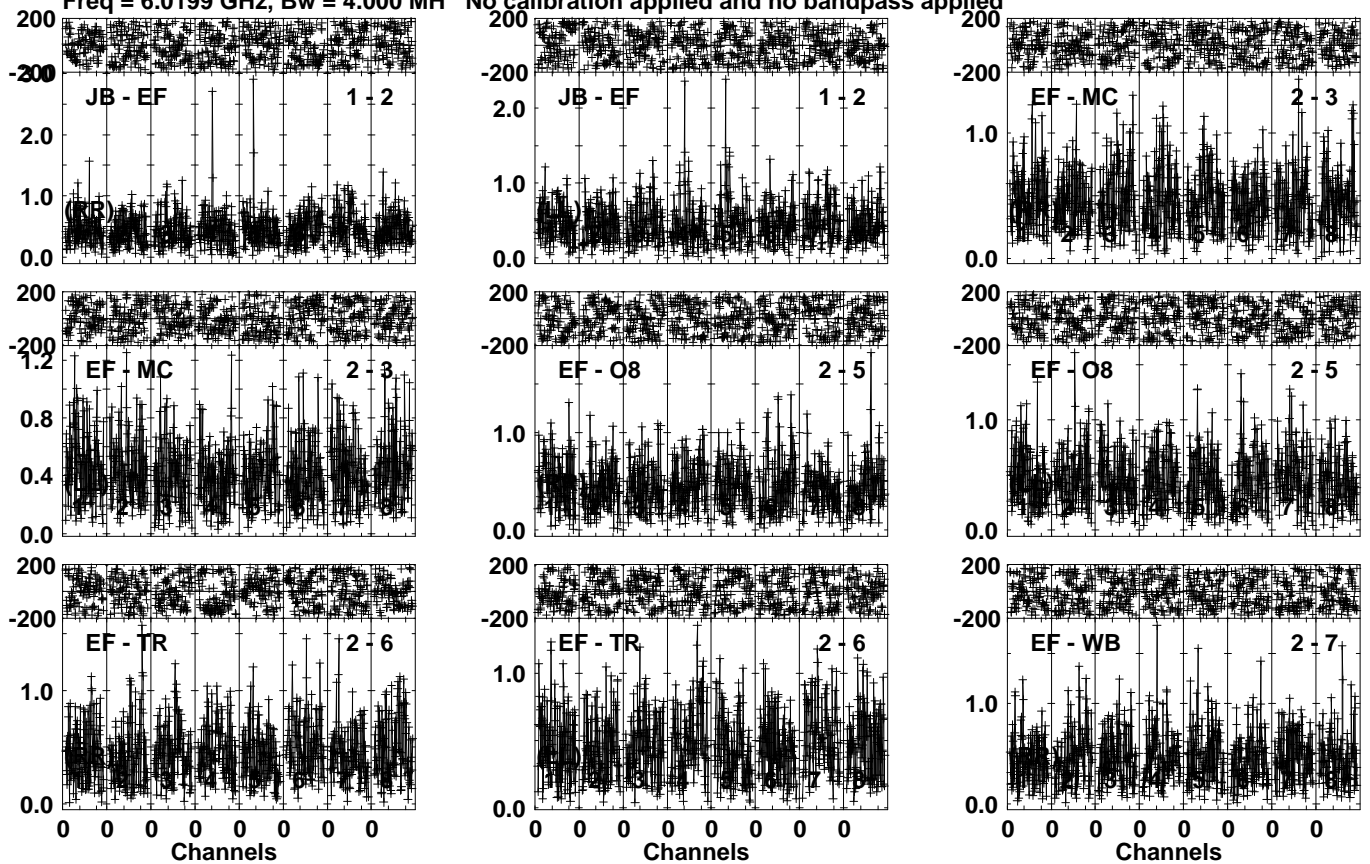 Freq = 6.0199 GHz, Bw = 4.000 MH No calibration applied and no bandpass applied
200 200 200
-200 -200 -200
3.0
JB - EF 1 - 2 JB - EF 1 - 2 EF - MC 2 - 3
2.0 2.0 1.0
1.0 1.0
(RR)
0.0 0.0 0.0
200 200 200
-200 -200 -200
1.2
EF - MC 2 - 3 EF - O8 2 - 5 EF - O8 2 - 5
0.8 1.0 1.0
0.4
0.0 0.0 0.0
200 200 200
-200 -200 -200
EF - TR 2 - 6 EF - TR 2 - 6 EF - WB 2 - 7
1.0 1.0 1.0
0.0 0.0 0.0
0 0 0 0 0 0 0 0 0 0 0 0 0 0 0 0 0 0 0 0 0 0 0 0
Channels Channels Channels